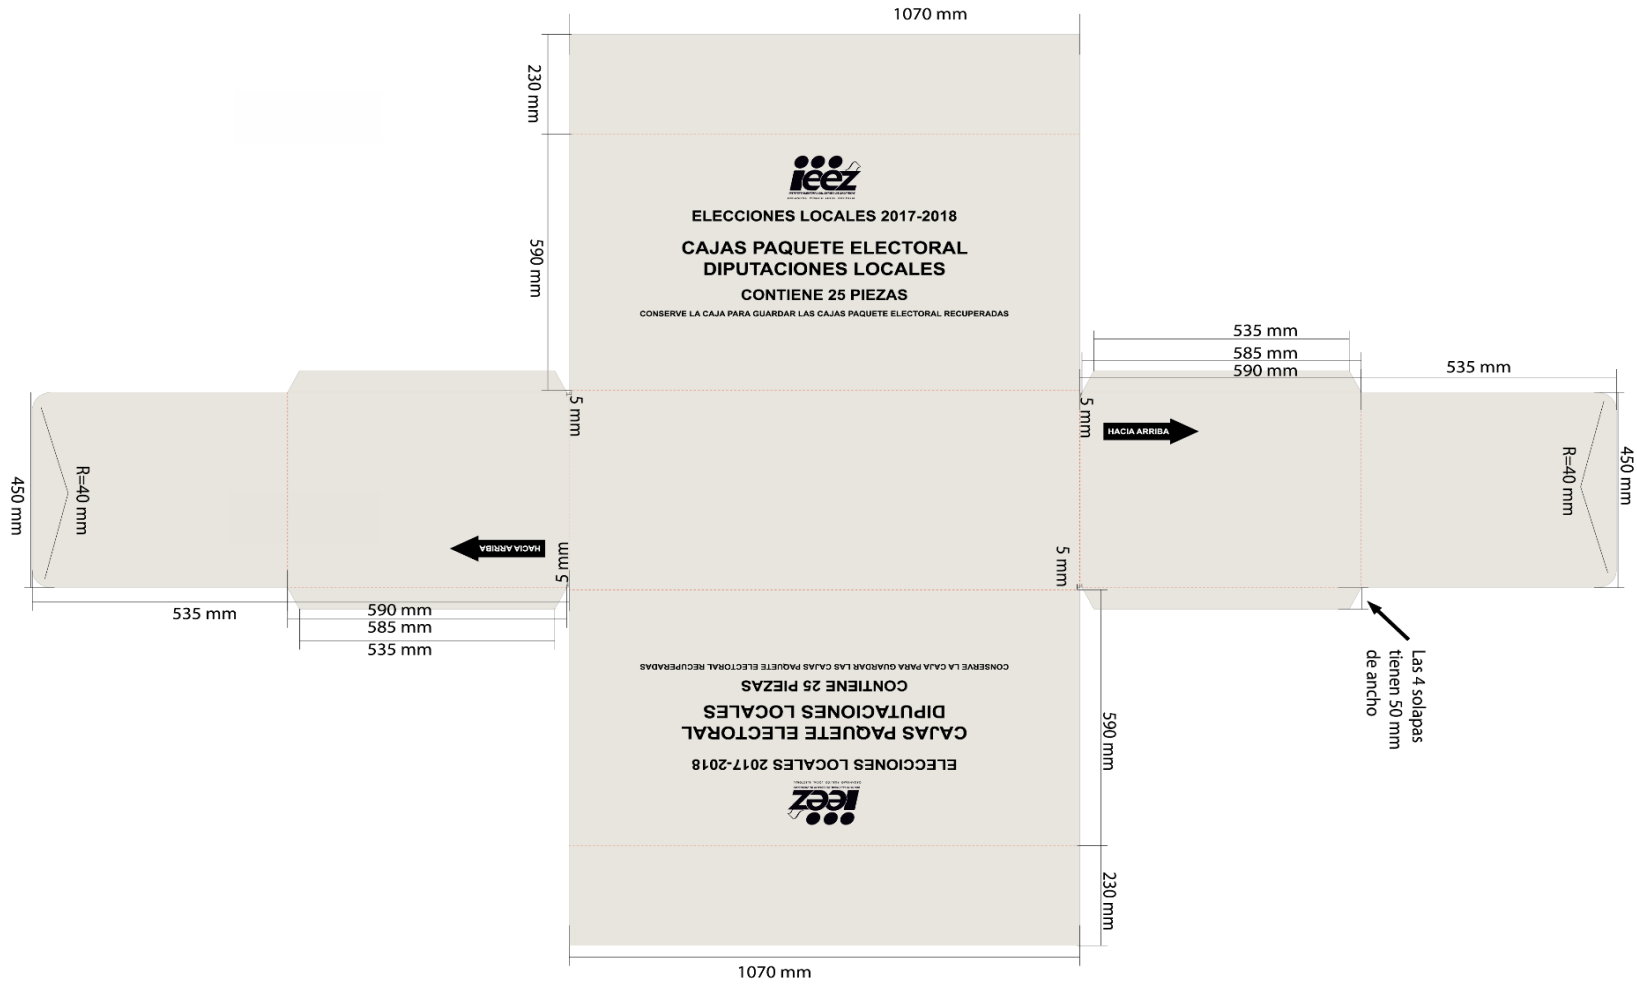 1070 mm
230 mm
ieez
ELECCIONES LOCALES 2017-2018
CAJAS PAQUETE ELECTORAL
DIPUTACIONES LOCALES
CONTIENE 25 PIEZAS
CONSERVE LA CAJA PARA GUARDAR LAS CAJAS PAQUETE ELECTORAL RECUPERADAS
590 mm
535 mm
585 mm
590 mm
535 mm
5 mm
5 mm
HACIA ARRIBA
450 mm
R=40 mm
R=40 mm
450 mm
HACIA ARRIBA
5 mm
5 mm
535 mm
590 mm
585 mm
535 mm
Las 4 solapas
tienen 50 mm
de ancho
CONSERVE LA CAJA PARA GUARDAR LAS CAJAS PAQUETE ELECTORAL RECUPERADAS
CONTIENE 25 PIEZAS
DIPUTACIONES LOCALES
CAJAS PAQUETE ELECTORAL
ELECCIONES LOCALES 2017-2018
ieez
590 mm
230 mm
1070 mm